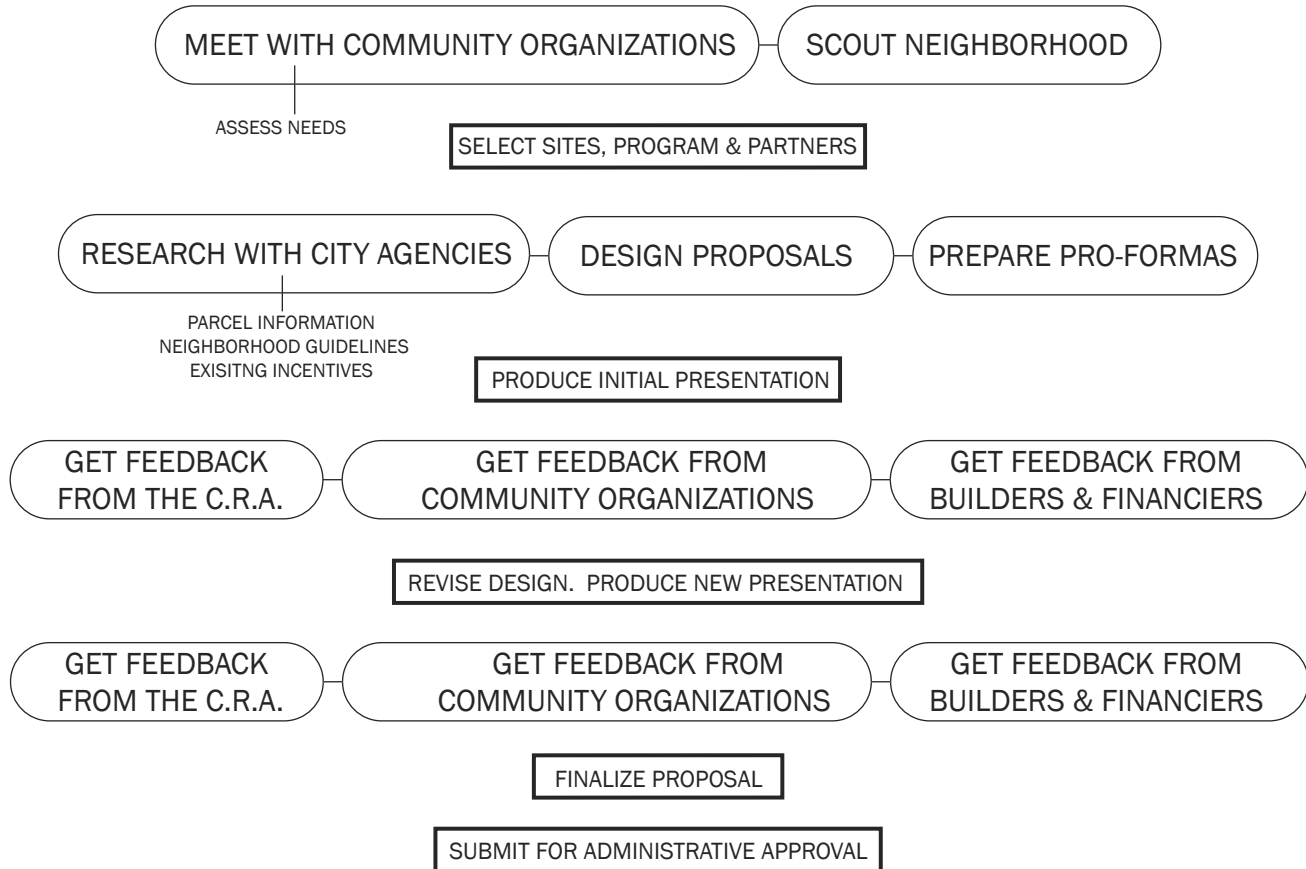 MEET WITH COMMUNITY ORGANIZATIONS
SCOUT NEIGHBORHOOD
ASSESS NEEDS
SELECT SITES, PROGRAM & PARTNERS
RESEARCH WITH CITY AGENCIES
DESIGN PROPOSALS
PREPARE PRO-FORMAS
PARCEL INFORMATION
NEIGHBORHOOD GUIDELINES
EXISITNG INCENTIVES
PRODUCE INITIAL PRESENTATION
GET FEEDBACK
FROM THE C.R.A.
GET FEEDBACK FROM
COMMUNITY ORGANIZATIONS
GET FEEDBACK FROM
BUILDERS & FINANCIERS
REVISE DESIGN.  PRODUCE NEW PRESENTATION
GET FEEDBACK
FROM THE C.R.A.
GET FEEDBACK FROM
COMMUNITY ORGANIZATIONS
GET FEEDBACK FROM
BUILDERS & FINANCIERS
FINALIZE PROPOSAL
SUBMIT FOR ADMINISTRATIVE APPROVAL